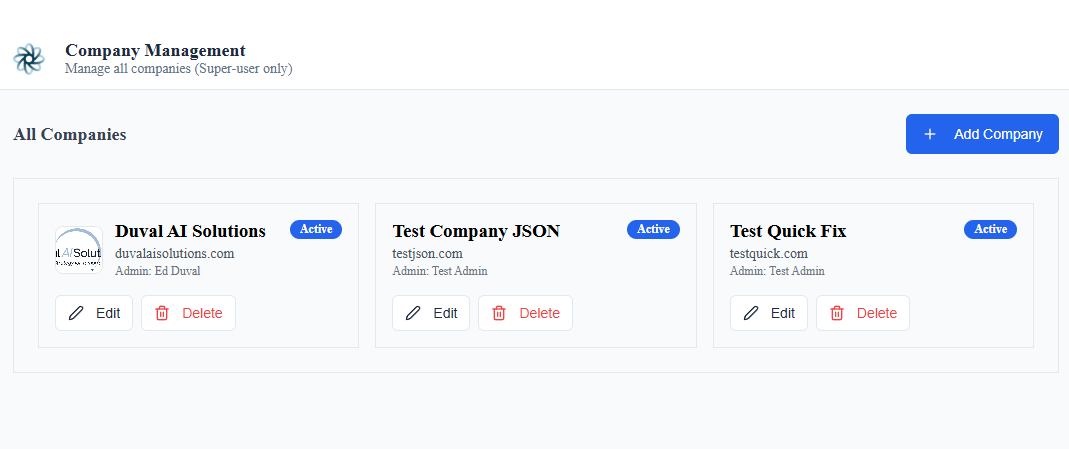 Company Management
Manage all companies (Super-user only)
All Companies
Add Company
AI Solut
Duval AI Solutions
Active
duvalaisolutions.com
Admin: Ed Duval
Edit
Delete
Test Company JSON
Active
testjson.com
Admin: Test Admin
Edit
Delete
Test Quick Fix
Active
testquick.com
Admin: Test Admin
Edit
Delete